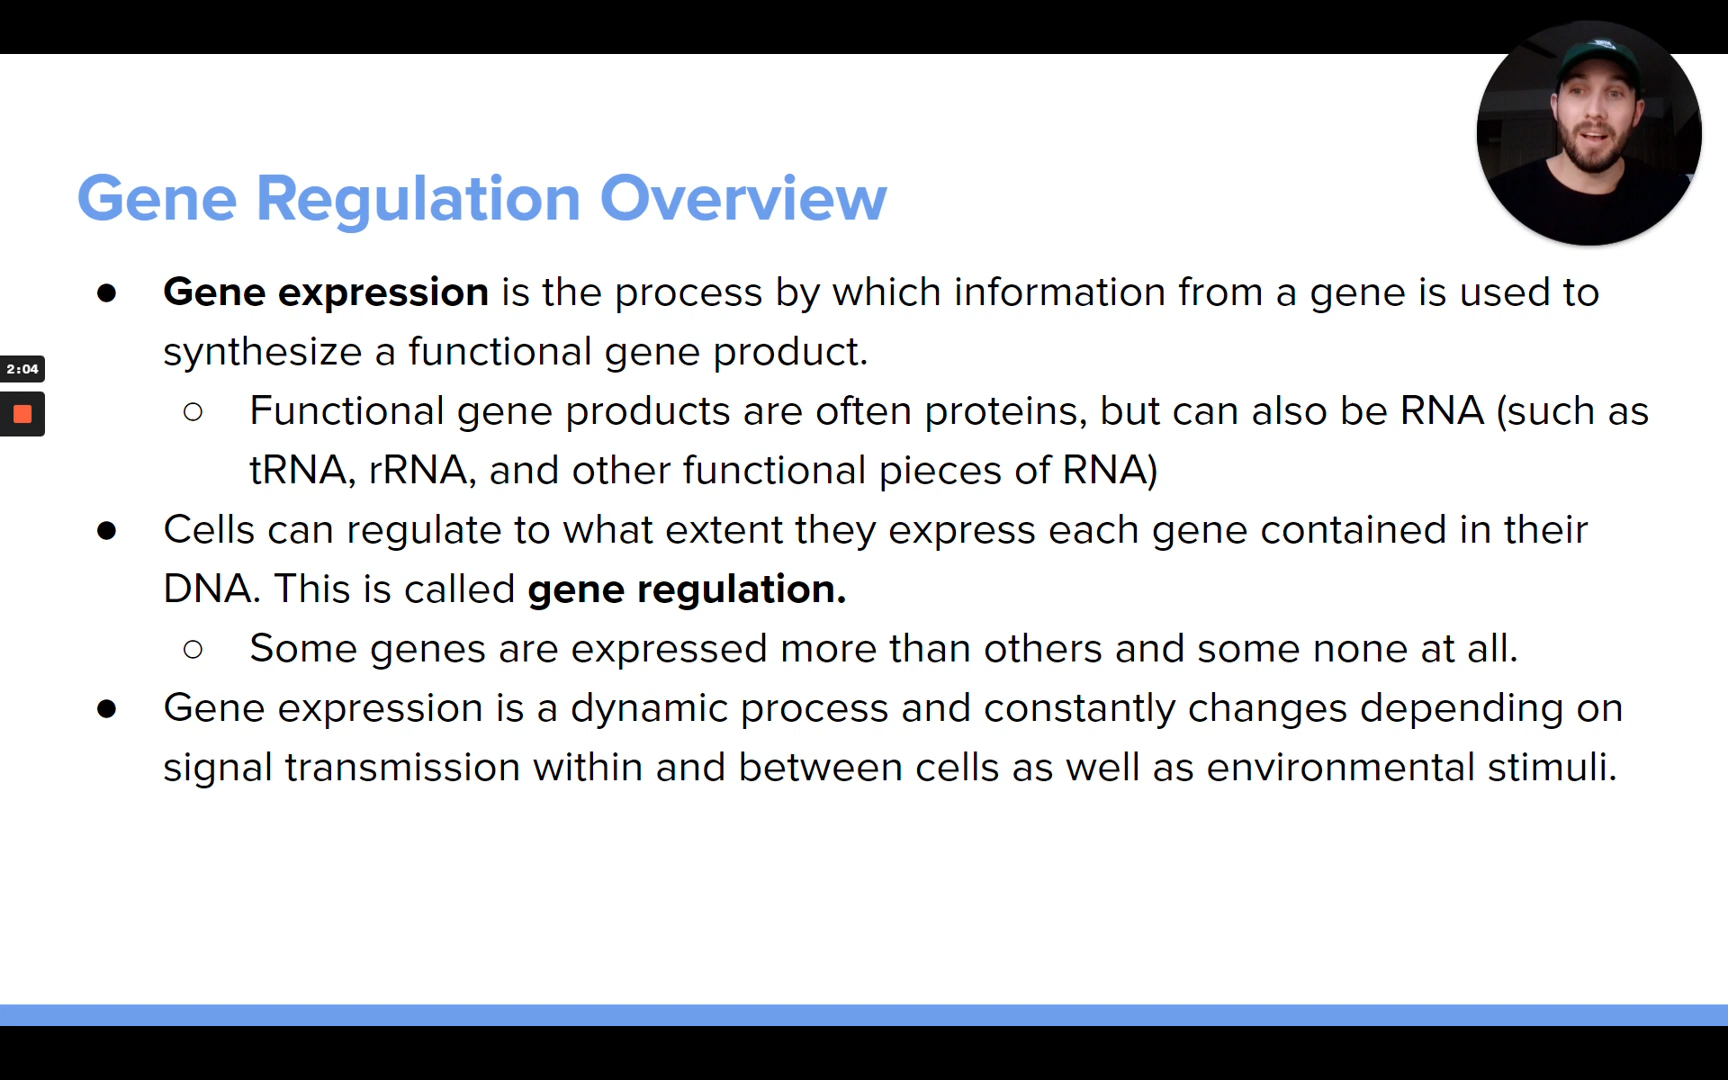 Gene Regulation Overview
● Gene expression is the process by which information from a gene is used to
synthesize a functional gene product.
○ Functional gene products are often proteins, but can also be RNA (such as
tRNA, rRNA, and other functional pieces of RNA)
● Cells can regulate to what extent they express each gene contained in their
DNA. This is called gene regulation.
○ Some genes are expressed more than others and some none at all.
● Gene expression is a dynamic process and constantly changes depending on
signal transmission within and between cells as well as environmental stimuli.
2:04